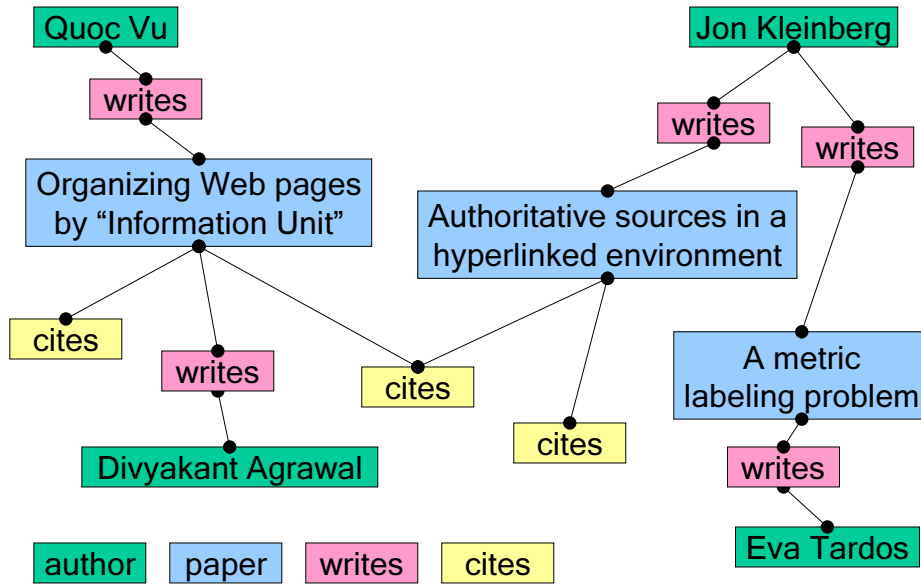 Quoc Vu
Jon Kleinberg
writes
writes
writes
Organizing Web pages
by “Information Unit”
Authoritative sources in a
hyperlinked environment
cites
writes
cites
A metric
labeling problem
cites
Divyakant Agrawal
writes
Eva Tardos
author
paper
writes
cites